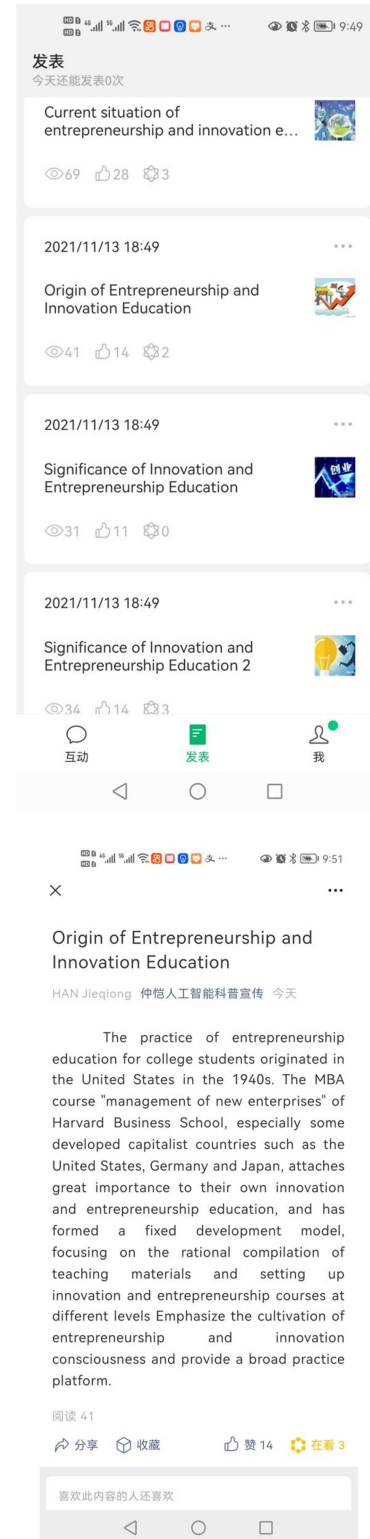 9:49
发表
今天还能发表0次
Current situation of
entrepreneurship and innovation e...
69 28 3
2021/11/13 18:49
Origin of Entrepreneurship and
Innovation Education
41 14 2
2021/11/13 18:49
Significance of Innovation and
Entrepreneurship Education
创业
31 11 0
2021/11/13 18:49
Significance of Innovation and
Entrepreneurship Education 2
34 14 3
互动 发表 我
9:51
Origin of Entrepreneurship and
Innovation Education
HAN Jieqiong 仲恺人工智能科普宣传 今天
The practice of entrepreneurship
education for college students originated in
the United States in the 1940s. The MBA
course "management of new enterprises" of
Harvard Business School, especially some
developed capitalist countries such as the
United States, Germany and Japan, attaches
great importance to their own innovation
and entrepreneurship education, and has
formed a fixed development model,
focusing on the rational compilation of
teaching materials and setting up
innovation and entrepreneurship courses at
different levels Emphasize the cultivation of
entrepreneurship and innovation
consciousness and provide a broad practice
platform.
阅读 41
分享 收藏 赞 14 在看 3
喜欢此内容的人还喜欢